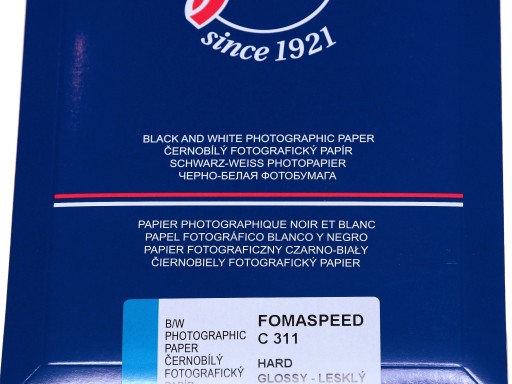 since 1921
BLACK AND WHITE PHOTOGRAPHIC PAPER
ČERNOBÍLÝ FOTOGRAFICKÝ PAPÍR
SCHWARZ-WEISS PHOTOPAPIER
ЧЕРНО-БЕЛАЯ ФОТОБУМАГА
PAPIER PHOTOGRAPHIQUE NOIR ET BLANC
PAPEL FOTOGRÁFICO BLANCO Y NEGRO
PAPIER FOTOGRAFICZNY CZARNO-BIAŁY
ČIERNOBIELY FOTOGRAFICKÝ PAPIER
B/W
PHOTOGRAPHIC
PAPER
ČERNOBÍLÝ
FOTOGRAFICKÝ
PAPÍR
FOMASPEED
C 311
HARD
GLOSSY - LESKLÝ